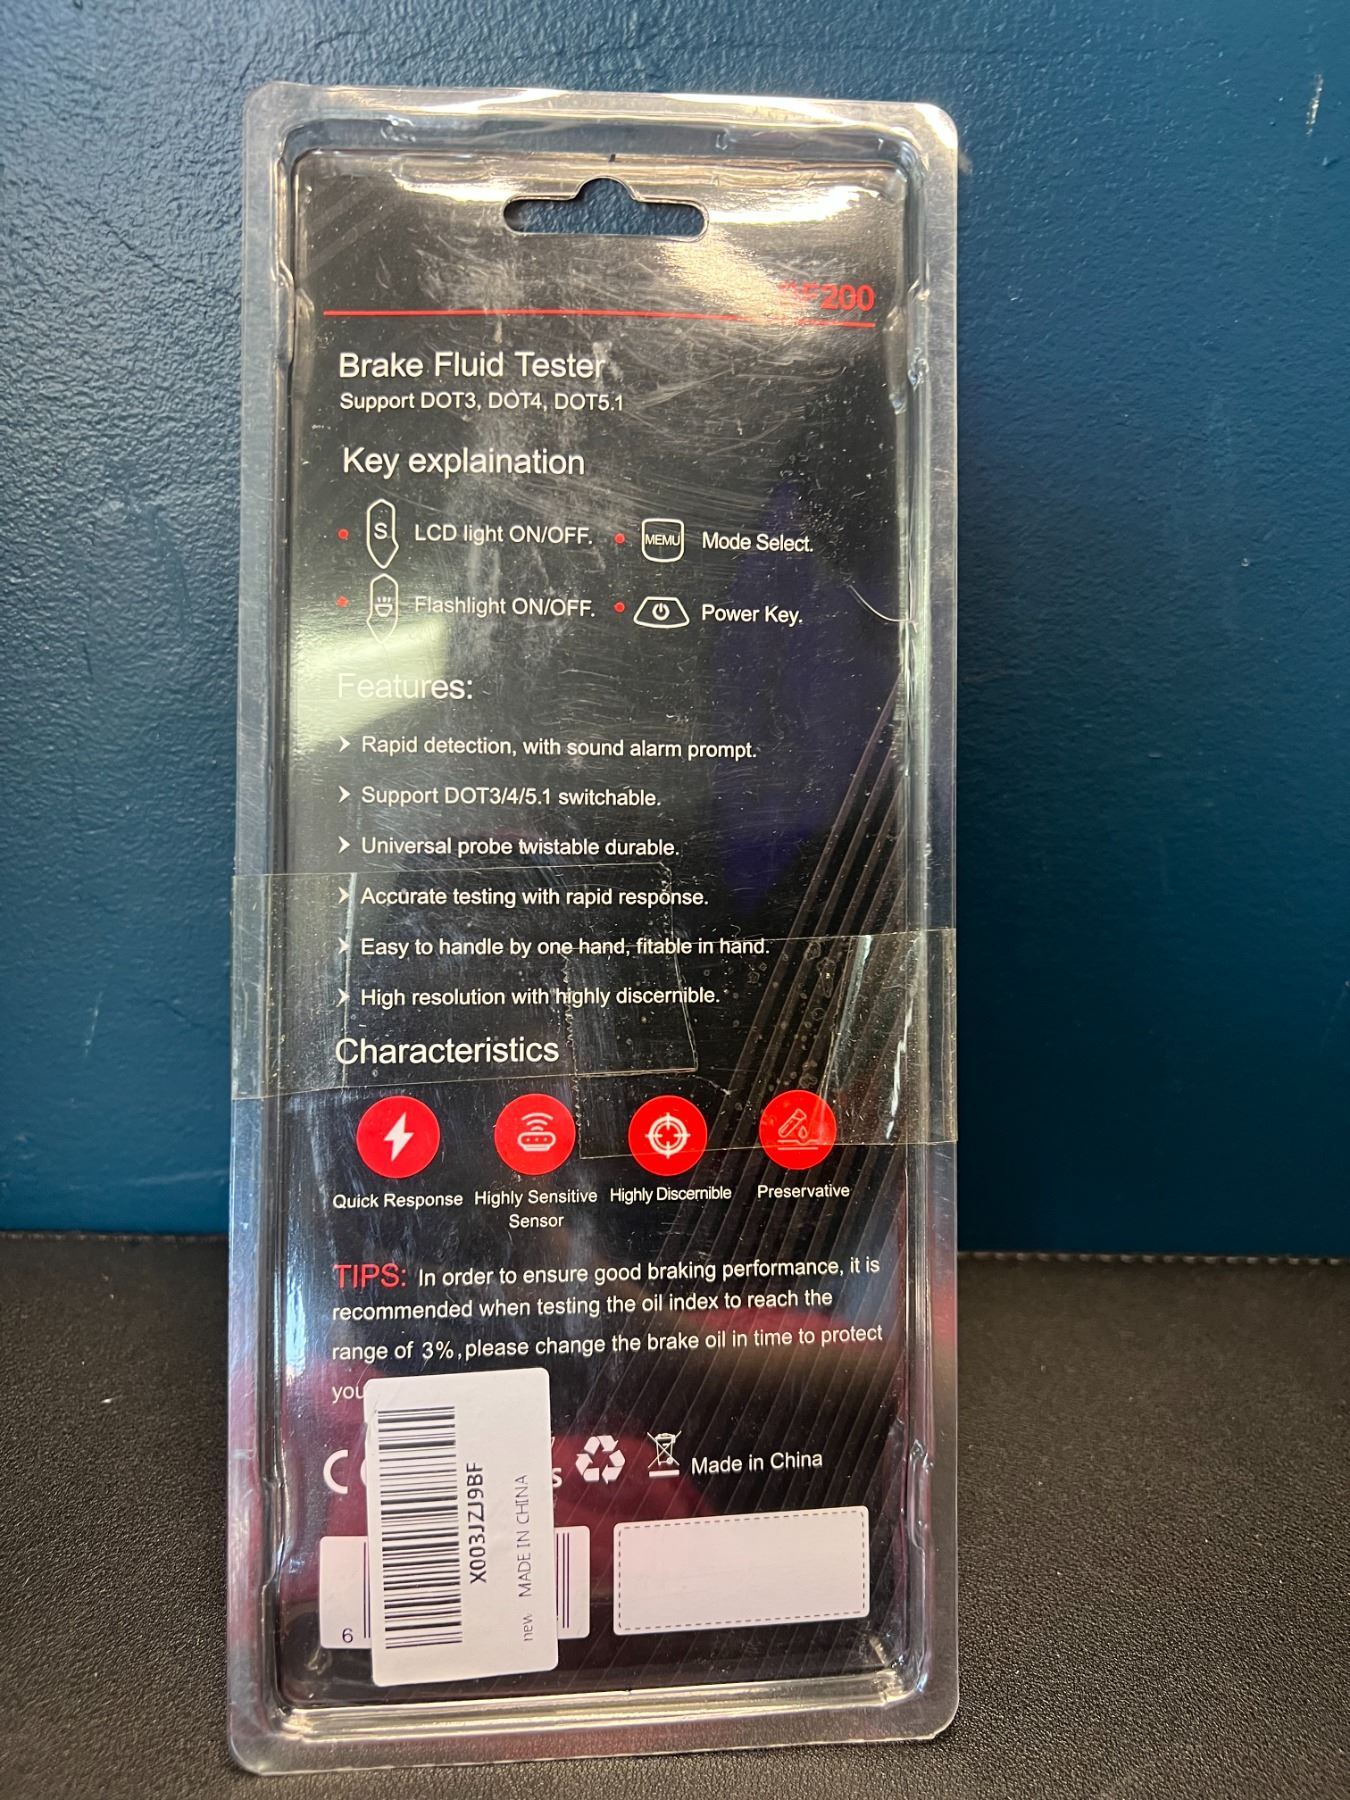 BF200
Brake Fluid Tester
Support DOT3, DOT4, DOT5.1
Key explaination
S LCD light ON/OFF. MEMU Mode Select.
Flashlight ON/OFF. Power Key.
Features:
Rapid detection, with sound alarm prompt.
Support DOT3/4/5.1 switchable.
Universal probe twistable durable.
Accurate testing with rapid response.
Easy to handle by one hand, fitable in hand.
High resolution with highly discernible.
Characteristics
Quick Response Highly Sensitive Sensor Highly Discernible Preservative
TIPS: In order to ensure good braking performance, it is
recommended when testing the oil index to reach the
range of 3%,please change the brake oil in time to protect
Made in China
X003JZJ9BF
new MADE IN CHINA
6